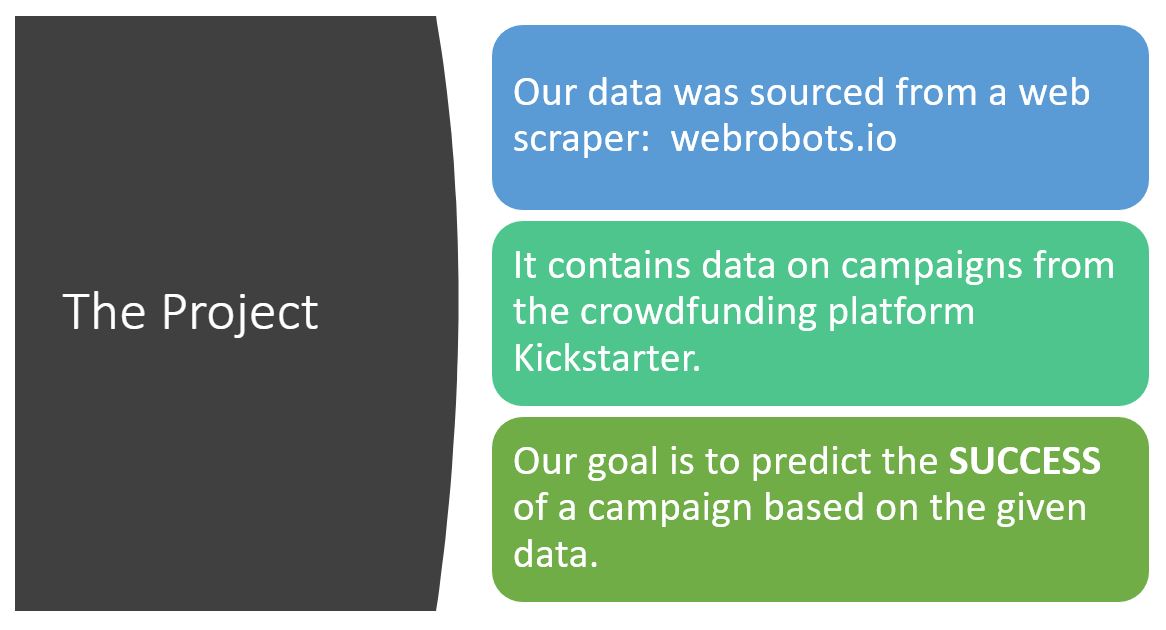 The Project
Our data was sourced from a web
scraper:  webrobots.io
It contains data on campaigns from
the crowdfunding platform
Kickstarter.
Our goal is to predict the SUCCESS
of a campaign based on the given
data.